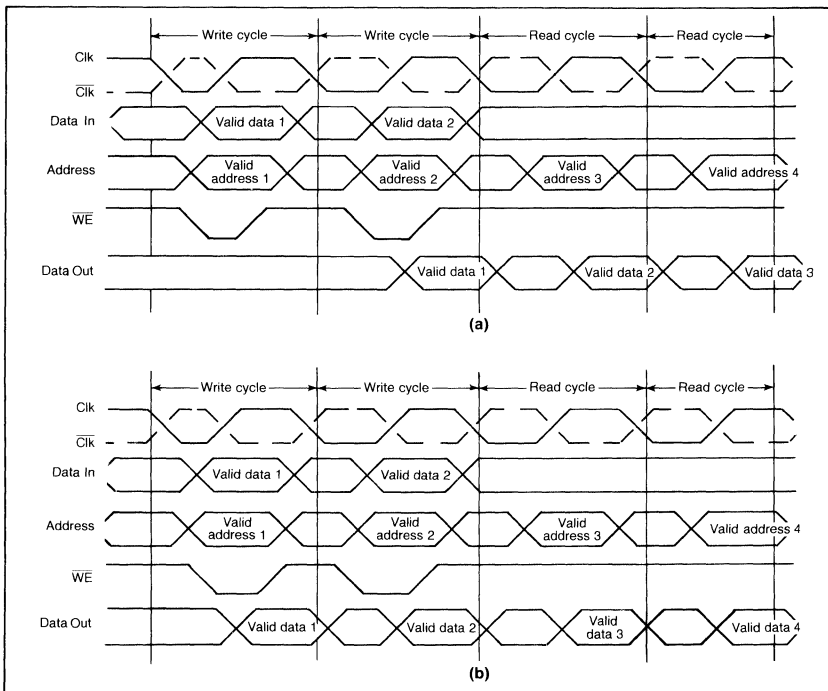 Write cycle Write cycle Read cycle Read cycle
Clk
Clk
Data In Valid data 1 Valid data 2
Address Valid address 1 Valid address 2 Valid address 3 Valid address 4
WE
Data Out Valid data 1 Valid data 2 Valid data 3
(a)
Write cycle Write cycle Read cycle Read cycle
Clk
Clk
Data In Valid data 1 Valid data 2
Address Valid address 1 Valid address 2 Valid address 3 Valid address 4
WE
Data Out Valid data 1 Valid data 2 Valid data 3 Valid data 4
(b)